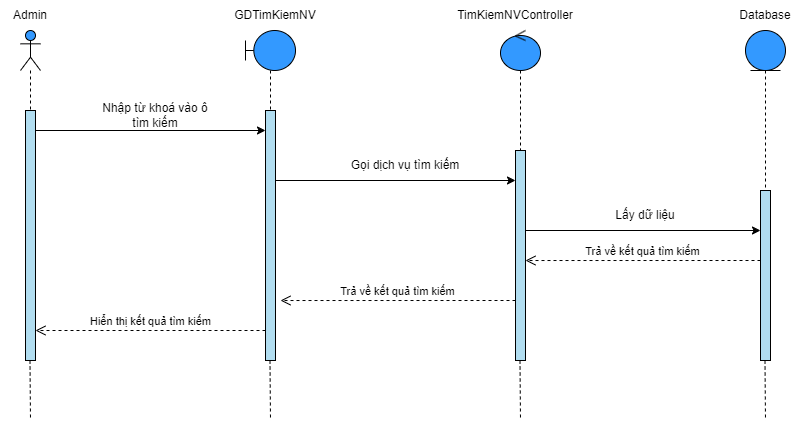 Admin
GDTimKiemNV
TimKiemNVController
Database
Nhập từ khoá vào ô
tìm kiếm
Gọi dịch vụ tìm kiếm
Lấy dữ liệu
Trả về kết quả tìm kiếm
Trả về kết quả tìm kiếm
Hiển thị kết quả tìm kiếm